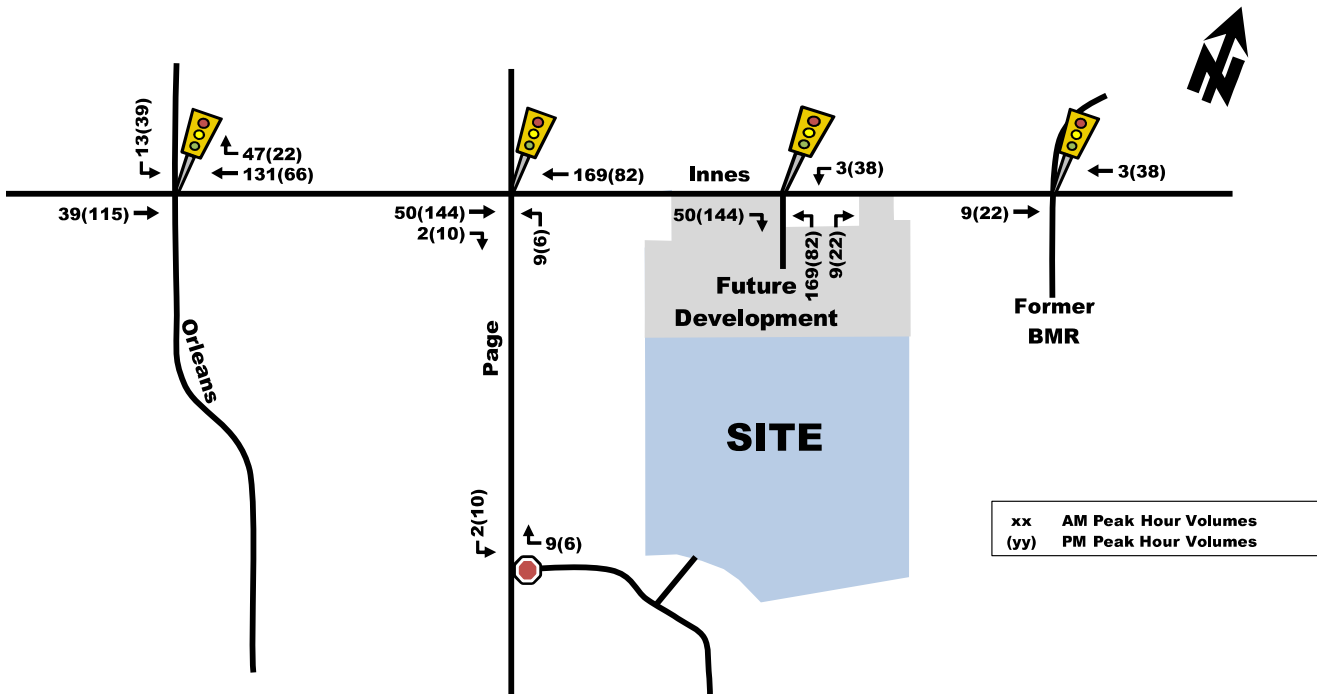 13(39)
47(22)
131(66)
39(115)
169(82)
50(144)
2(10)
9(6)
Innes
3(38)
50(144)
169(82)
9(22)
3(38)
9(22)
Future
Development
Former
BMR
Orleans
Page
SITE
2(10)
9(6)
xx AM Peak Hour Volumes
(yy) PM Peak Hour Volumes
N